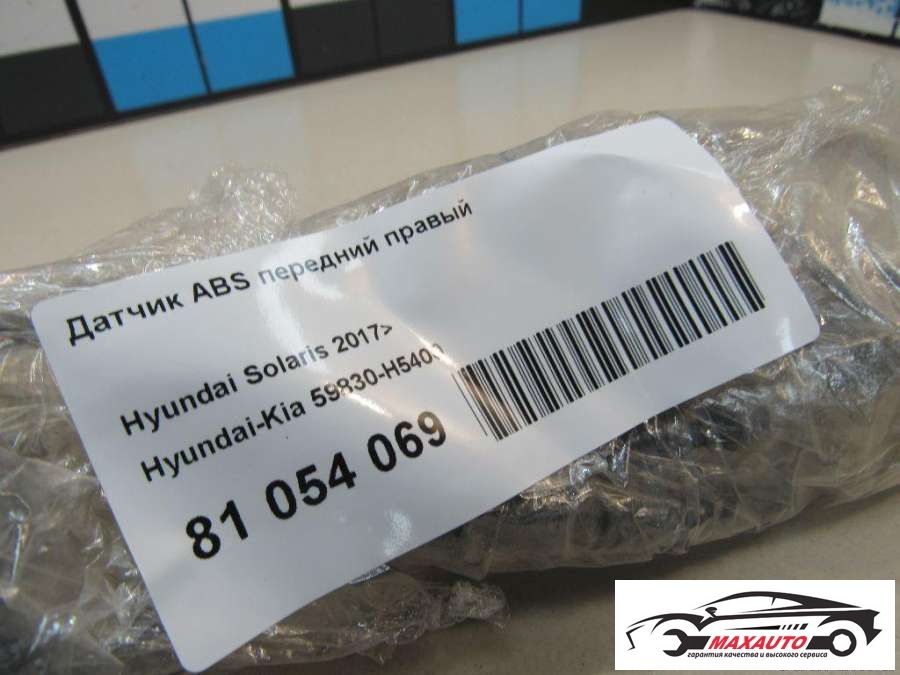 Датчик ABS передний правый
Hyundai Solaris 2017>
Hyundai-Kia 59830-H5400
81 054 069
MAXAUTO
гарантия качества и высокого сервиса